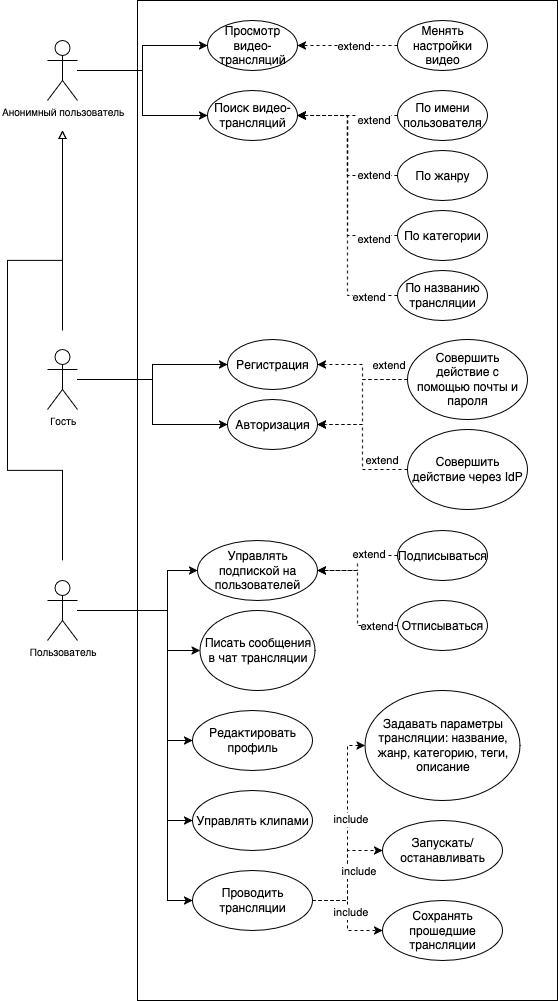 Просмотр
видео-
трансляций
extend
Менять
настройки
видео
Анонимный пользователь
Поиск видео-
трансляций
extend
По имени
пользователя
extend
По жанру
extend
По категории
extend
По названию
трансляции
Гость
Регистрация
extend
Совершить
действие с
помощью почты и
пароля
Авторизация
extend
Совершить
действие через IdP
Пользователь
Управлять
подпиской на
пользователей
extend
Подписываться
extend
Отписываться
Писать сообщения
в чат трансляции
Редактировать
профиль
Задавать параметры
трансляции: название,
жанр, категорию, теги,
описание
Управлять клипами
include
Запускать/
останавливать
include
Проводить
трансляции
include
Сохранять
прошедшие
трансляции